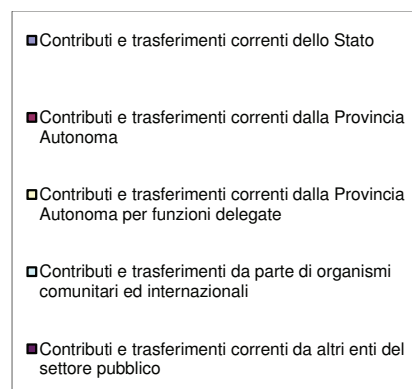 Contributi e trasferimenti correnti dello Stato
Contributi e trasferimenti correnti dalla Provincia
Autonoma
Contributi e trasferimenti correnti dalla Provincia
Autonoma per funzioni delegate
Contributi e trasferimenti da parte di organismi
comunitari ed internazionali
Contributi e trasferimenti correnti da altri enti del
settore pubblico